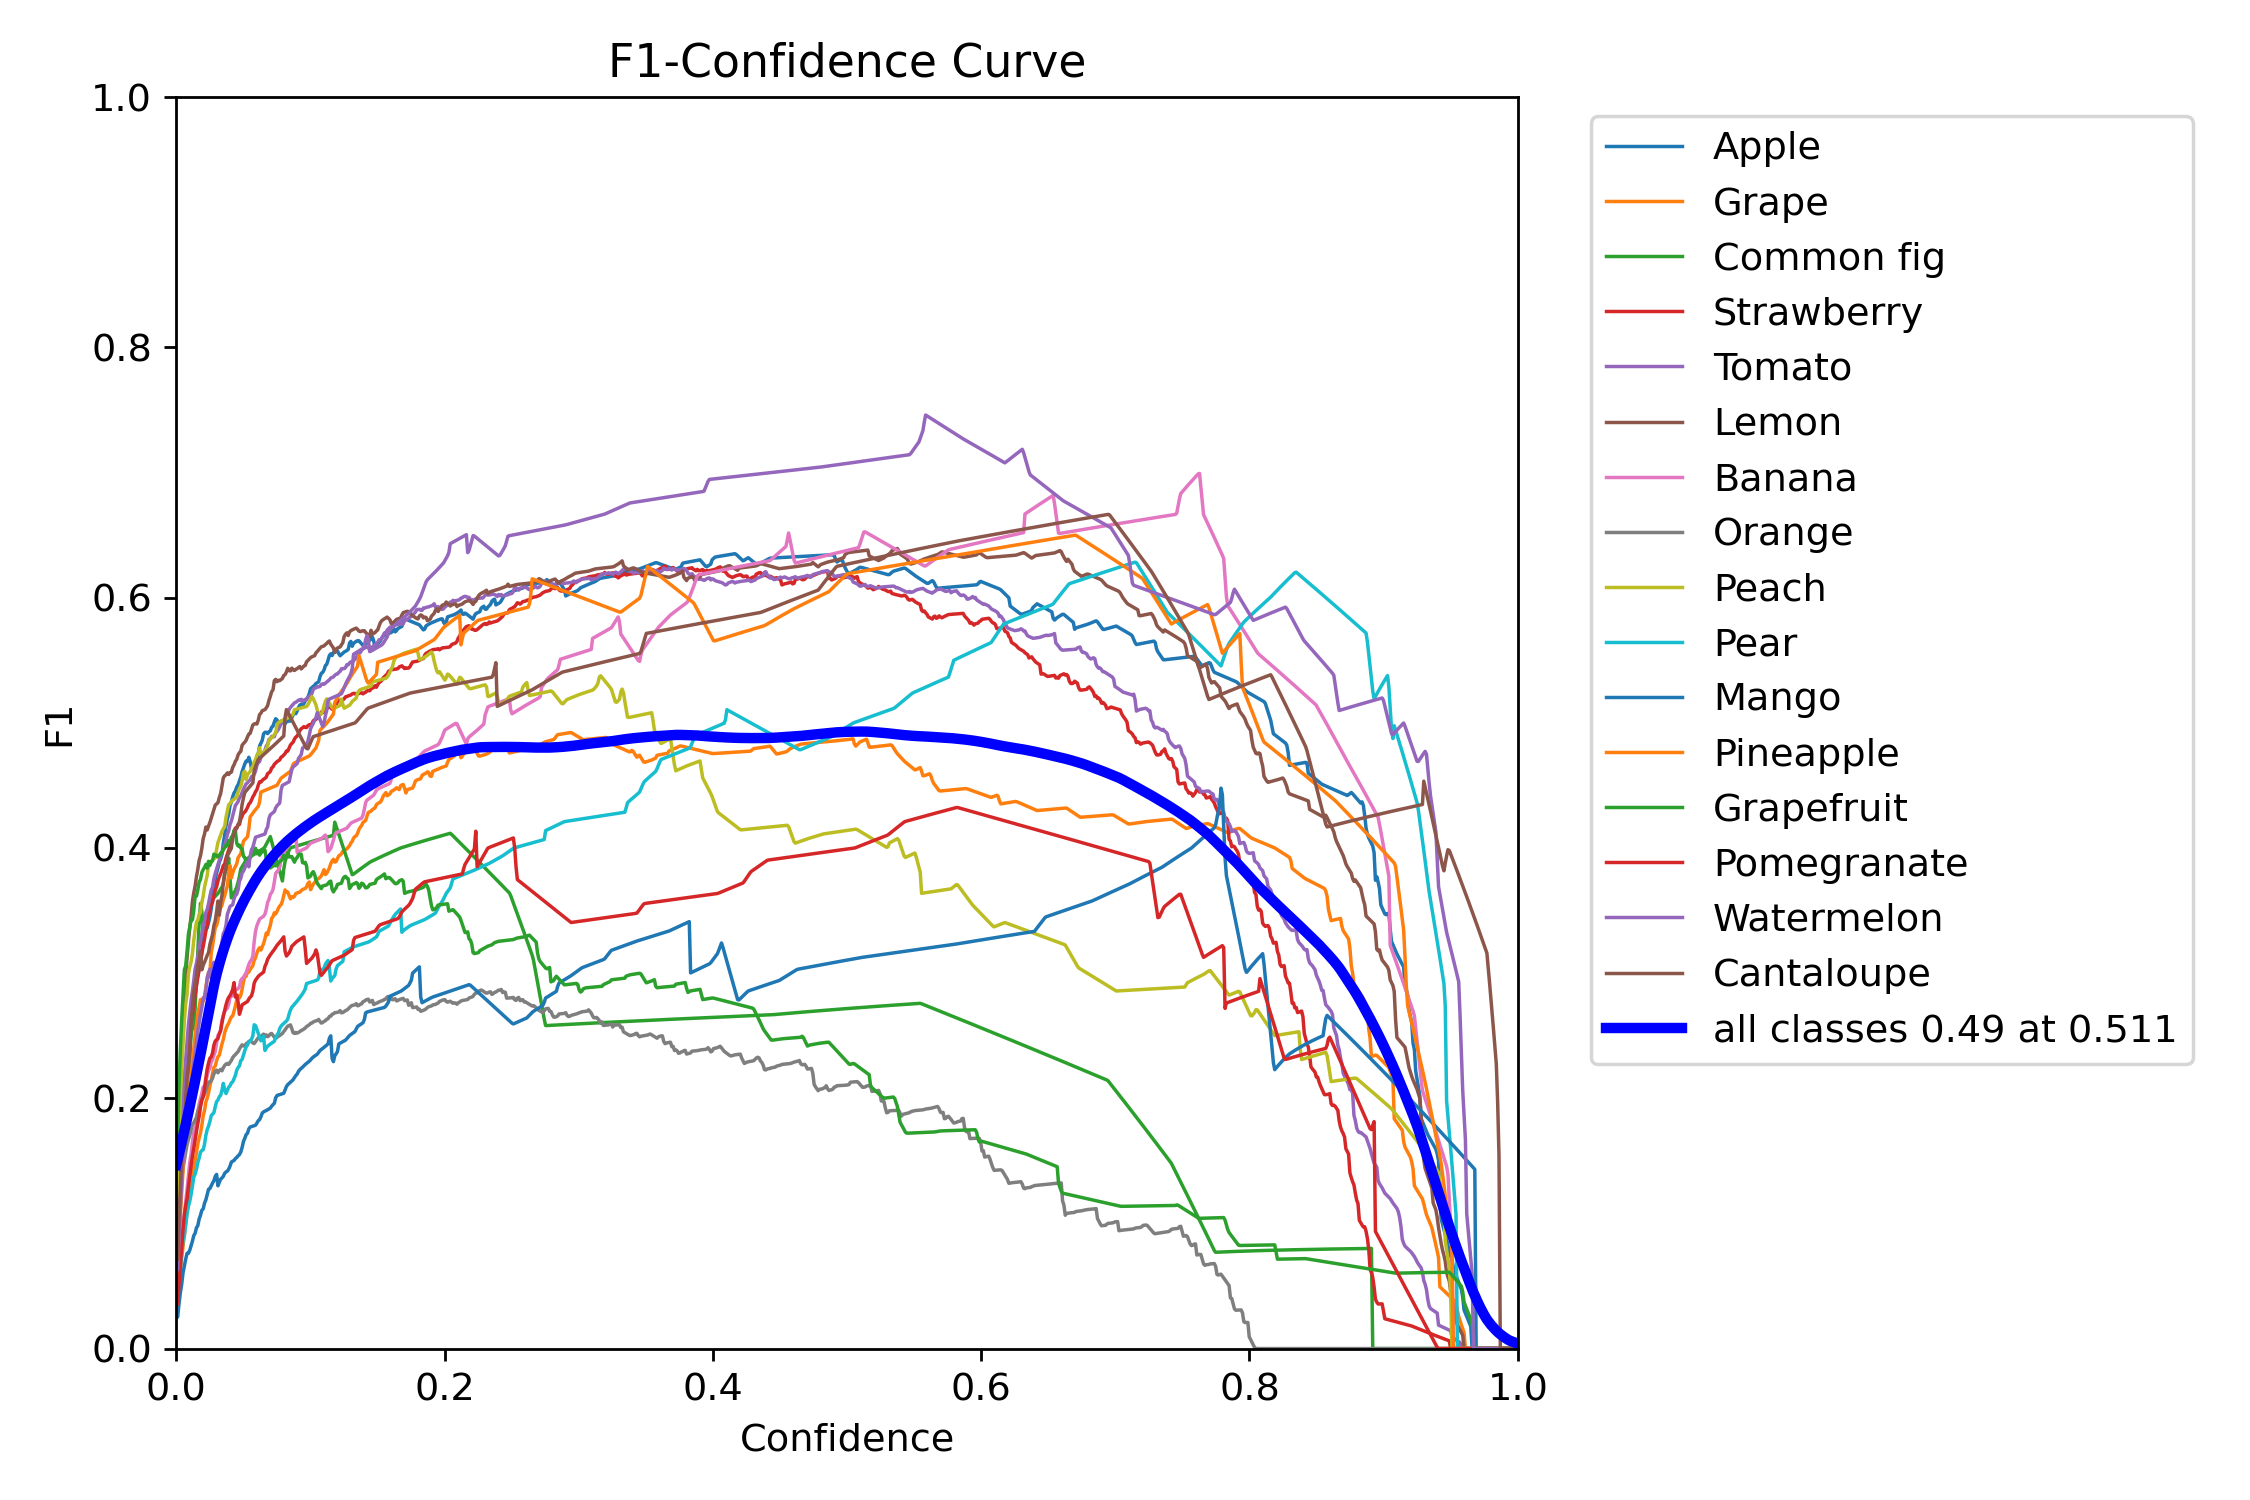 F1-Confidence Curve
1.0
0.8
0.6
0.4
0.2
0.0
F1
0.0 0.2 0.4 0.6 0.8 1.0
Confidence
Apple
Grape
Common fig
Strawberry
Tomato
Lemon
Banana
Orange
Peach
Pear
Mango
Pineapple
Grapefruit
Pomegranate
Watermelon
Cantaloupe
all classes 0.49 at 0.511